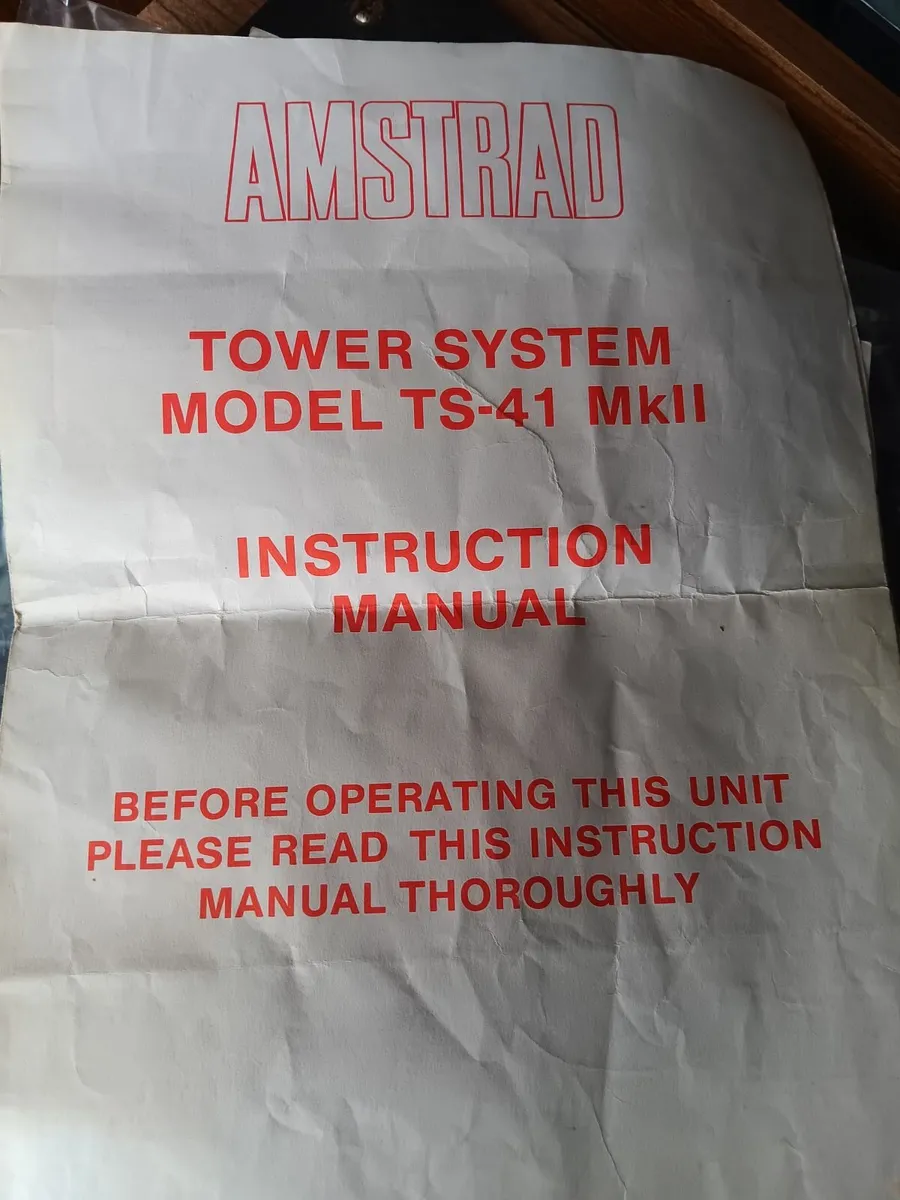 AMSTRAD
TOWER SYSTEM
MODEL TS-41 MkII
INSTRUCTION
MANUAL
BEFORE OPERATING THIS UNIT
PLEASE READ THIS INSTRUCTION
MANUAL THOROUGHLY